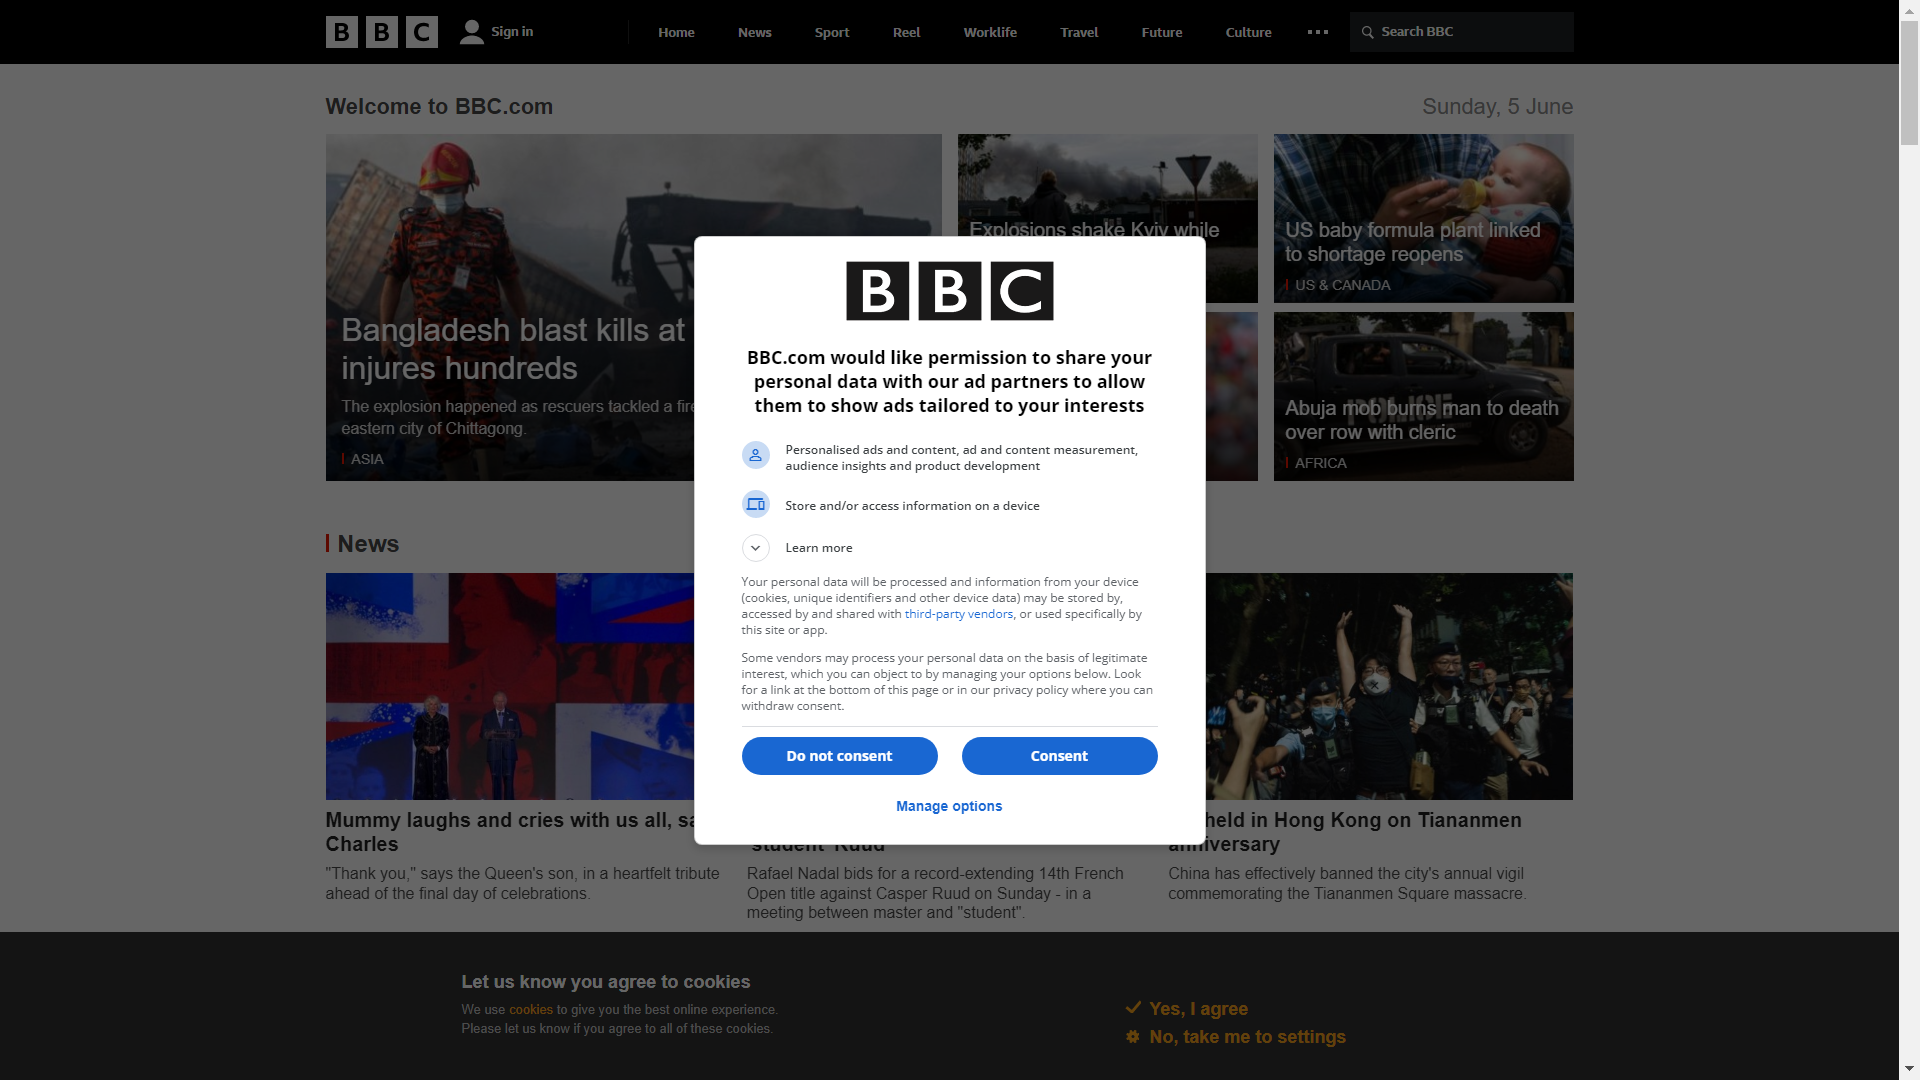 BBC
Sign in
Home
News
Sport
Reel
Worklife
Travel
Future
Culture
Search BBC
Welcome to BBC.com
Sunday, 5 June
Bangladesh blast kills at
injures hundreds
The explosion happened as rescuers tackled a fire
eastern city of Chittagong.
ASIA
Explosions shake Kyiv while
US baby formula plant linked
to shortage reopens
US & CANADA
POLICE
Abuja mob burns man to death
over row with cleric
AFRICA
BBC
BBC.com would like permission to share your
personal data with our ad partners to allow
them to show ads tailored to your interests
Personalised ads and content, ad and content measurement,
audience insights and product development
Store and/or access information on a device
Learn more
Your personal data will be processed and information from your device
(cookies, unique identifiers and other device data) may be stored by,
accessed by and shared with third-party vendors, or used specifically by
this site or app.
Some vendors may process your personal data on the basis of legitimate
interest, which you can object to by managing your options below. Look
for a link at the bottom of this page or in our privacy policy where you can
withdraw consent.
Do not consent
Consent
Manage options
News
Mummy laughs and cries with us all, sa
Charles
"Thank you," says the Queen's son, in a heartfelt tribute
ahead of the final day of celebrations.
'student' Ruud
Rafael Nadal bids for a record-extending 14th French
Open title against Casper Ruud on Sunday - in a
meeting between master and "student".
held in Hong Kong on Tiananmen
anniversary
China has effectively banned the city's annual vigil
commemorating the Tiananmen Square massacre.
Let us know you agree to cookies
We use cookies to give you the best online experience.
Please let us know if you agree to all of these cookies.
Yes, I agree
No, take me to settings